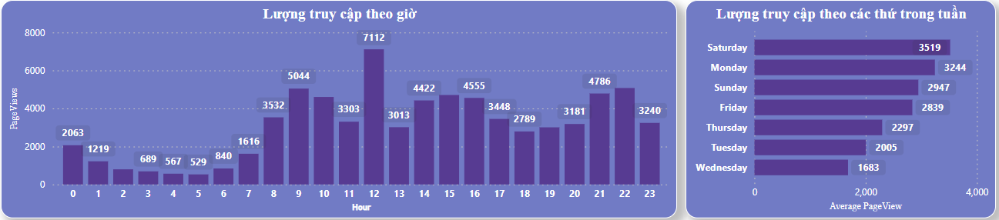 Lượng truy cập theo giờ
PageViews
8000
6000
4000
2000
0
2063
1219
689
567
529
840
1616
3532
5044
3303
7112
3013
4422
4555
3448
2789
3181
4786
3240
0 1 2 3 4 5 6 7 8 9 10 11 12 13 14 15 16 17 18 19 20 21 22 23
Hour
Lượng truy cập theo các thứ trong tuần
Saturday 3519
Monday 3244
Sunday 2947
Friday 2839
Thursday 2297
Tuesday 2005
Wednesday 1683
0 2,000 4,000
Average PageView